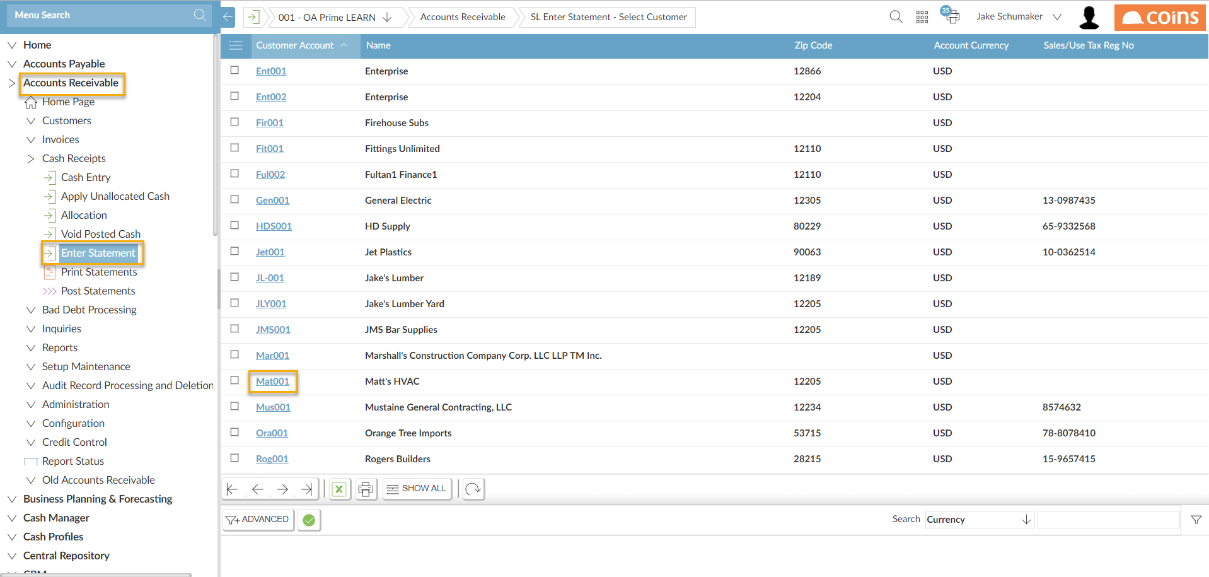 Menu Search
001 - OA Prime LEARN
Accounts Receivable
SL Enter Statement - Select Customer
35
Jake Schumaker
coins
Home
Accounts Payable
Accounts Receivable
Home Page
Customers
Invoices
Cash Receipts
Cash Entry
Apply Unallocated Cash
Allocation
Void Posted Cash
Enter Statement
Print Statements
Post Statements
Bad Debt Processing
Inquiries
Reports
Setup Maintenance
Audit Record Processing and Deletion
Administration
Configuration
Credit Control
Report Status
Old Accounts Receivable
Business Planning & Forecasting
Cash Manager
Cash Profiles
Central Repository
Customer Account Name Zip Code Account Currency Sales/Use Tax Reg No
Ent001 Enterprise 12866 USD
Ent002 Enterprise 12204 USD
Fir001 Firehouse Subs USD
Fit001 Fittings Unlimited 12110 USD
Ful002 Fultan1 Finance1 12110 USD
Gen001 General Electric 12305 USD 13-0987435
HDS001 HD Supply 80229 USD 65-9332568
Jet001 Jet Plastics 90063 USD 10-0362514
JL-001 Jake's Lumber 12189 USD
JLY001 Jake's Lumber Yard 12205 USD
JMS001 JMS Bar Supplies 12205 USD
Mar001 Marshall's Construction Company Corp. LLC LLP TM Inc. USD
Mat001 Matt's HVAC 12205 USD
Mus001 Mustaine General Contracting, LLC 12234 USD 8574632
Ora001 Orange Tree Imports 53715 USD 78-8078410
Rog001 Rogers Builders 28215 USD 15-9657415
X
SHOW ALL
ADVANCED
Search Currency